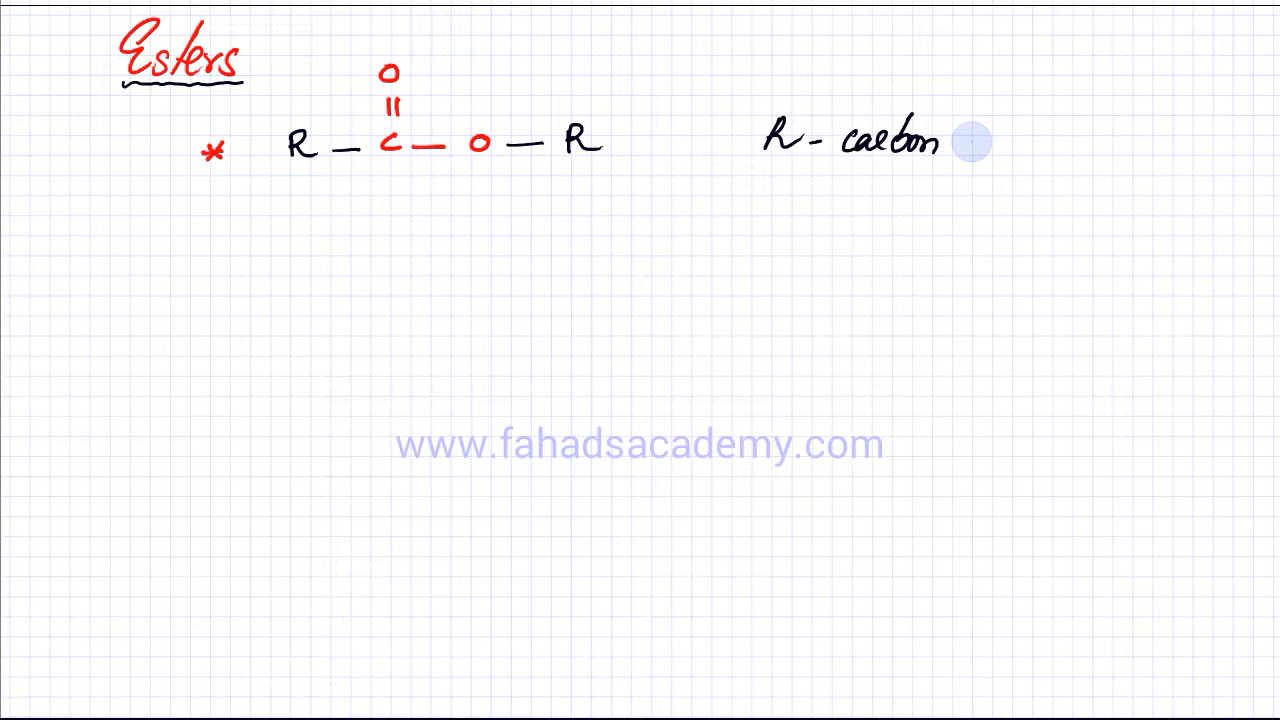 Esters
O
||
* R - C - O - R    R - carbon
www.fahadsacademy.com